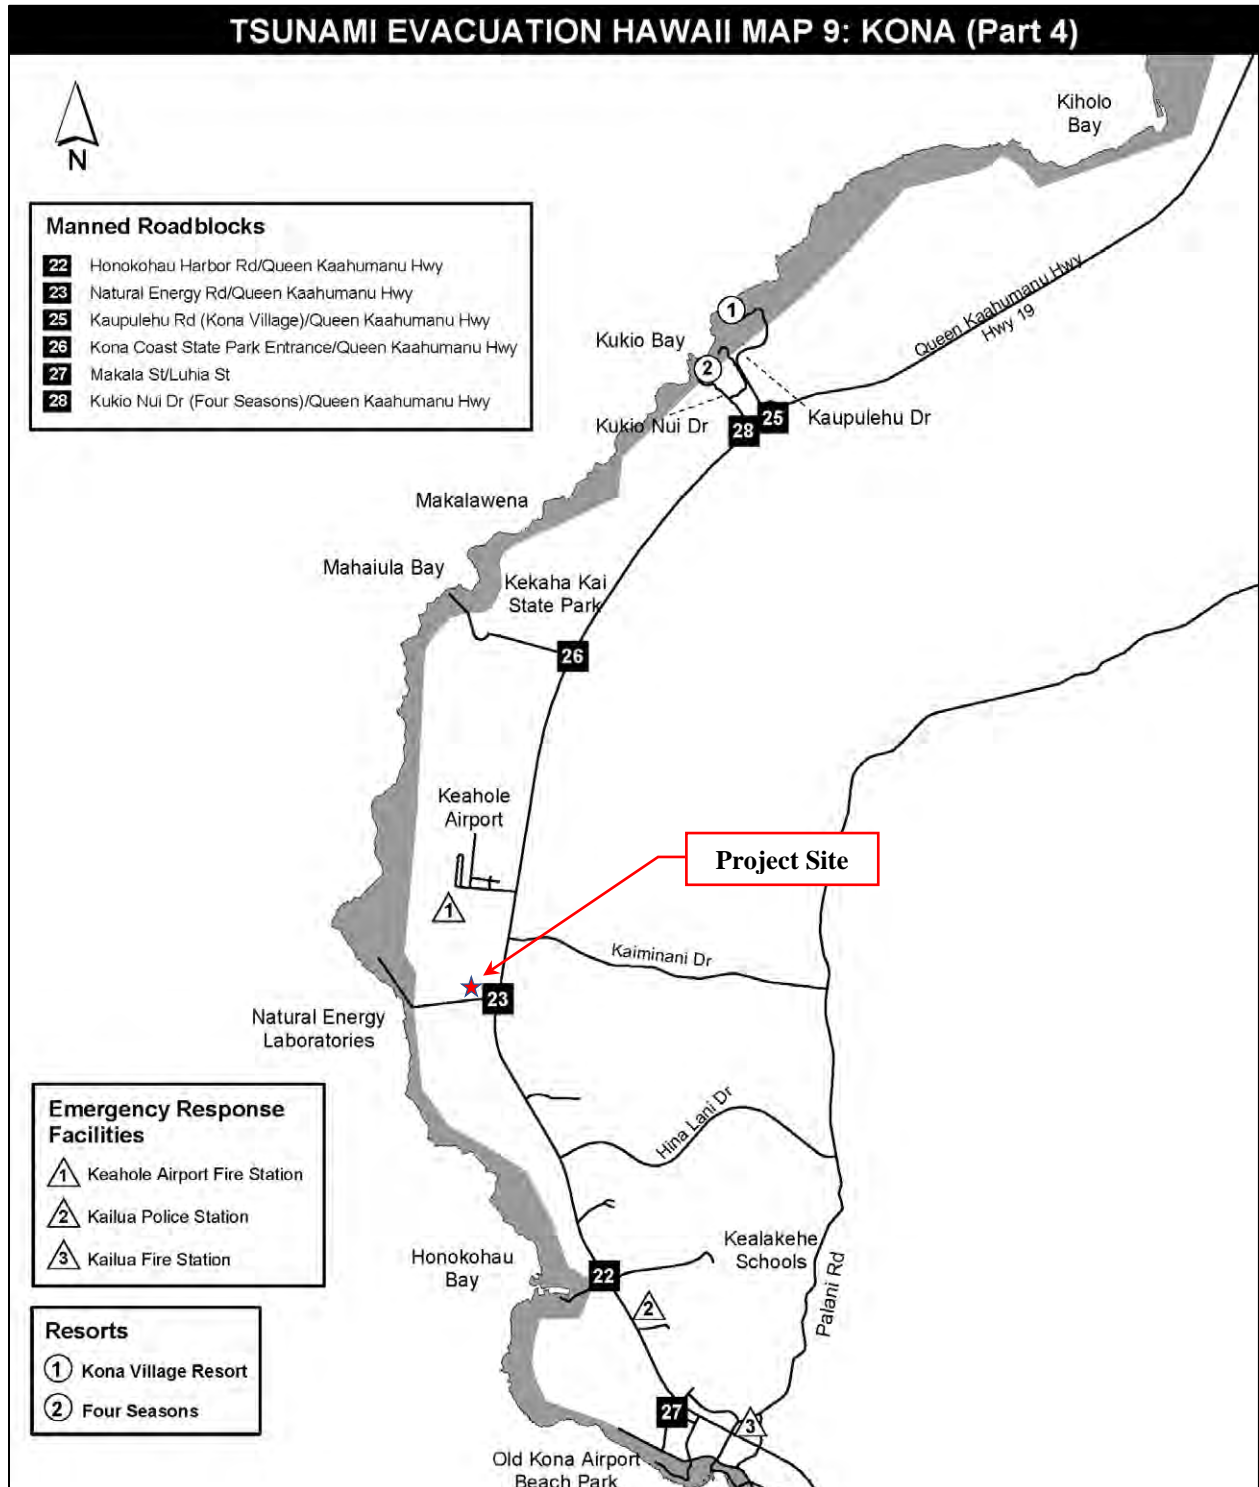 TSUNAMI EVACUATION HAWAII MAP 9: KONA (Part 4)
N
Kiholo
Bay
Manned Roadblocks
22 Honokohau Harbor Rd/Queen Kaahumanu Hwy
23 Natural Energy Rd/Queen Kaahumanu Hwy
25 Kaupulehu Rd (Kona Village)/Queen Kaahumanu Hwy
26 Kona Coast State Park Entrance/Queen Kaahumanu Hwy
27 Makala St/Luhia St
28 Kukio Nui Dr (Four Seasons)/Queen Kaahumanu Hwy
Queen Kaahumanu Hwy
Hwy 19
1
Kukio Bay
2
Kukio Nui Dr
28
25
Kaupulehu Dr
Makalawena
Mahaiula Bay
Kekaha Kai
State Park
26
Keahole
Airport
1
Project Site
Kaiminani Dr
23
Natural Energy
Laboratories
Hina Lani Dr
Emergency Response
Facilities
1 Keahole Airport Fire Station
2 Kailua Police Station
3 Kailua Fire Station
Honokohau
Bay
22
Kealakehe
Schools
2
Palani Rd
Resorts
1 Kona Village Resort
2 Four Seasons
27
3
Old Kona Airport
Beach Park